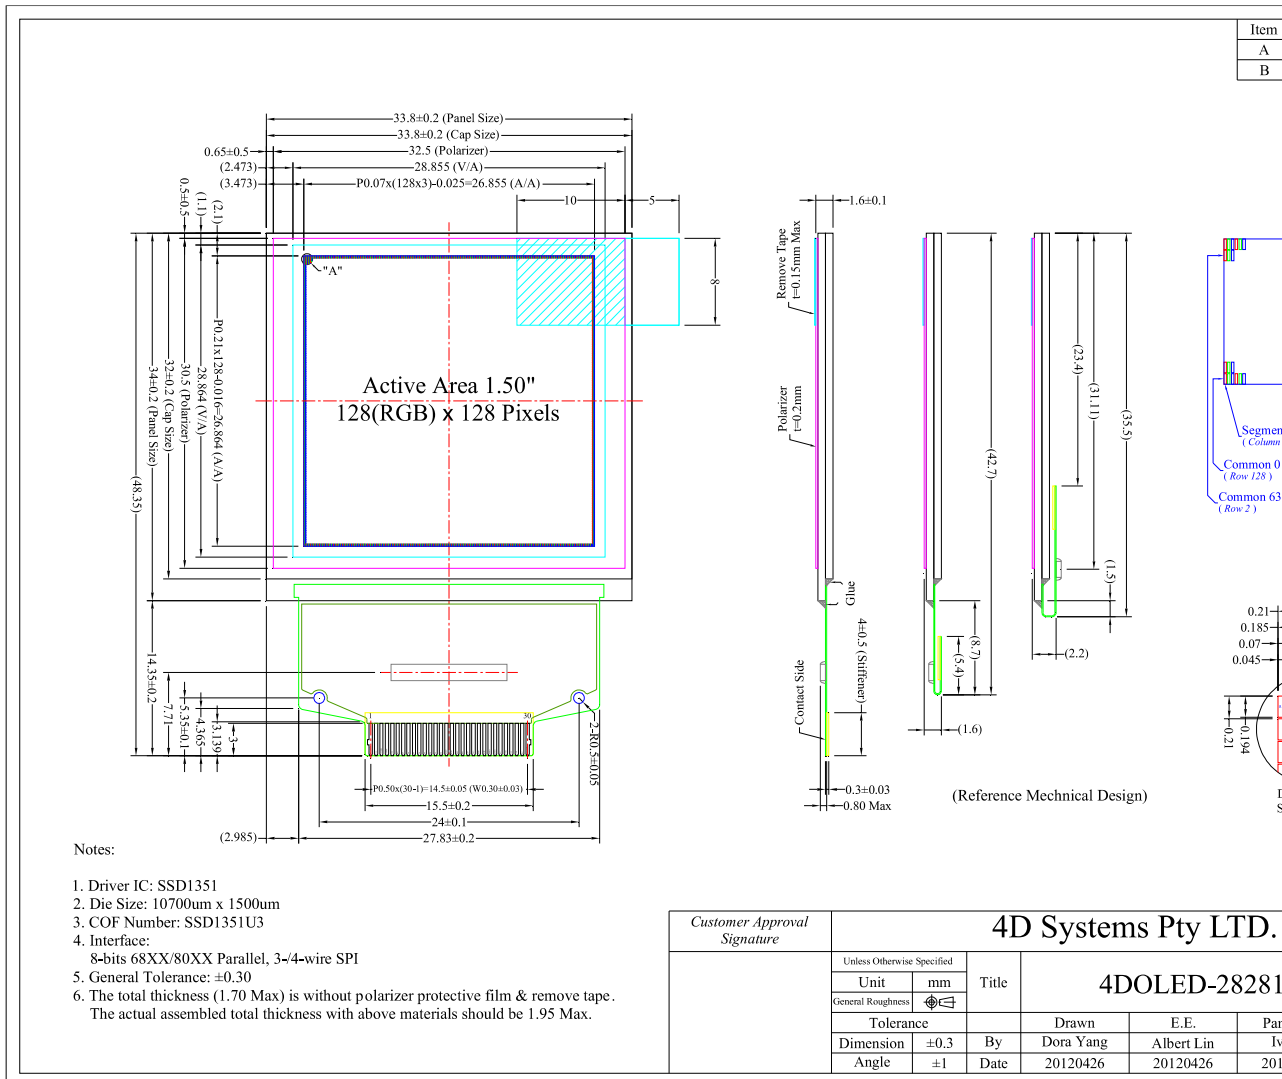 Item
A
B
33.8±0.2 (Panel Size)
33.8±0.2 (Cap Size)
0.65±0.5
32.5 (Polarizer)
(2.473)
28.855 (V/A)
(3.473)
P0.07x(128x3)-0.025=26.855 (A/A)
10
5
0.5±0.5
(1.1)
(2.1)
"A"
8
P0.21x128-0.016=26.864 (A/A)
28.864 (V/A)
30.5 (Polarizer)
32±0.2 (Cap Size)
34±0.2 (Panel Size)
(48.35)
Active Area 1.50"
128(RGB) x 128 Pixels
14.35±0.2
7.71
5.35±0.1
4.365
3.139
3
1
30
2-R0.5±0.05
P0.50x(30-1)=14.5±0.05 (W0.30±0.03)
15.5±0.2
24±0.1
(2.985)
27.83±0.2
1.6±0.1
Remove Tape
t=0.15mm Max
Polarizer
t=0.2mm
Glue
4±0.5 (Stiffener)
Contact Side
0.3±0.03
0.80 Max
(42.7)
(8.7)
(5.4)
(1.6)
(23.4)
(31.11)
(35.5)
(1.5)
(2.2)
(Reference Mechnical Design)
Segmen
( Column
Common 0
( Row 128 )
Common 63
( Row 2 )
0.21
0.185
0.07
0.045
0.21
0.194
D
S
Notes:
1. Driver IC: SSD1351
2. Die Size: 10700um x 1500um
3. COF Number: SSD1351U3
4. Interface:
8-bits 68XX/80XX Parallel, 3-/4-wire SPI
5. General Tolerance: ±0.30
6. The total thickness (1.70 Max) is without polarizer protective film & remove tape.
The actual assembled total thickness with above materials should be 1.95 Max.
Customer Approval
Signature
4D Systems Pty LTD.
Unless Otherwise Specified
Unit
mm
Title
4DOLED-28281
General Roughness
Tolerance
Drawn
E.E.
Pan
Dimension
±0.3
By
Dora Yang
Albert Lin
Iv
Angle
±1
Date
20120426
20120426
201